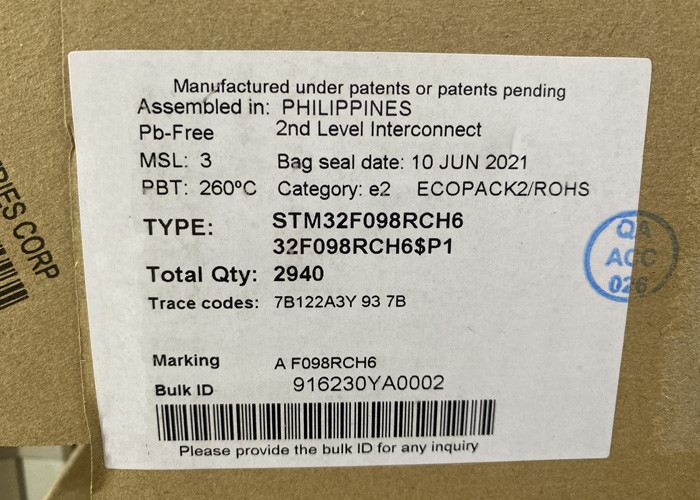 Manufactured under patents or patents pending
Assembled in: PHILIPPINES
Pb-Free 2nd Level Interconnect
MSL: 3 Bag seal date: 10 JUN 2021
PBT: 260ºC Category: e2 ECOPACK2/ROHS
TYPE: STM32F098RCH6
32F098RCH6$P1
Total Qty: 2940
Trace codes: 7B122A3Y 93 7B
Marking A F098RCH6
Bulk ID 916230YA0002
Please provide the bulk ID for any inquiry
QA
ACC
026
RIES CORP